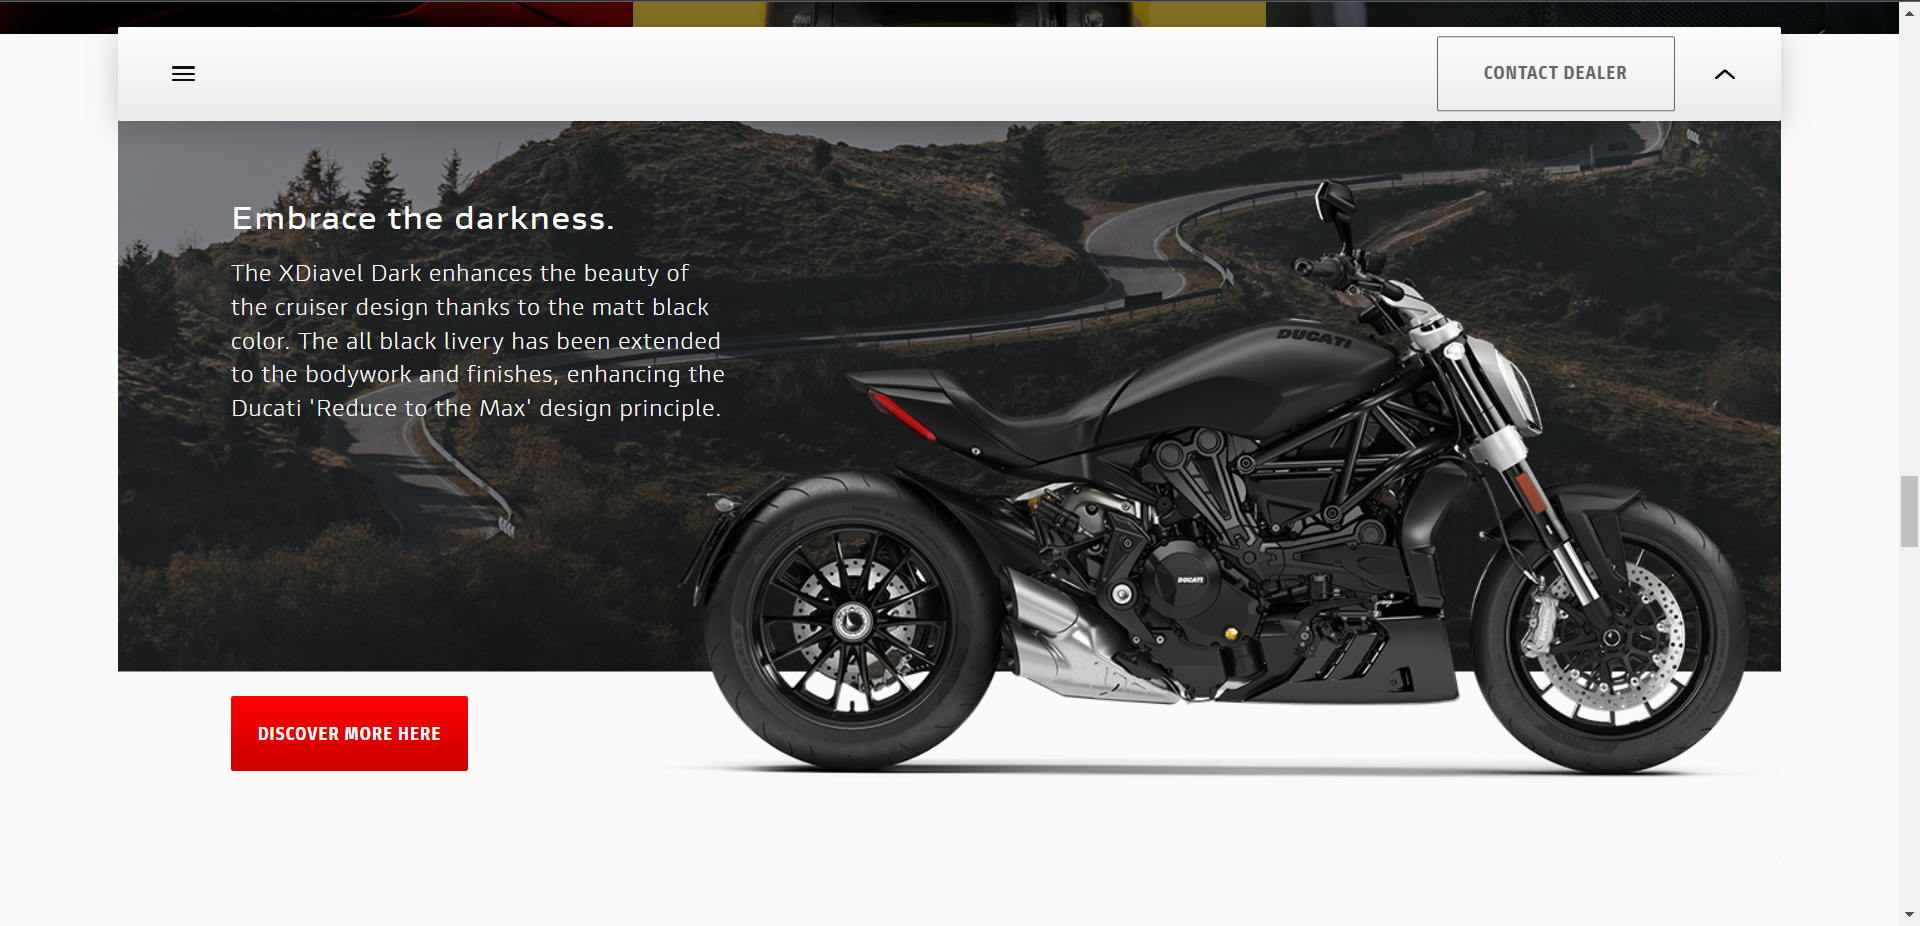 CONTACT DEALER
Embrace the darkness.
The XDiavel Dark enhances the beauty of
the cruiser design thanks to the matt black
color. The all black livery has been extended
to the bodywork and finishes, enhancing the
Ducati 'Reduce to the Max' design principle.
DUCATI
DUCATI
DISCOVER MORE HERE